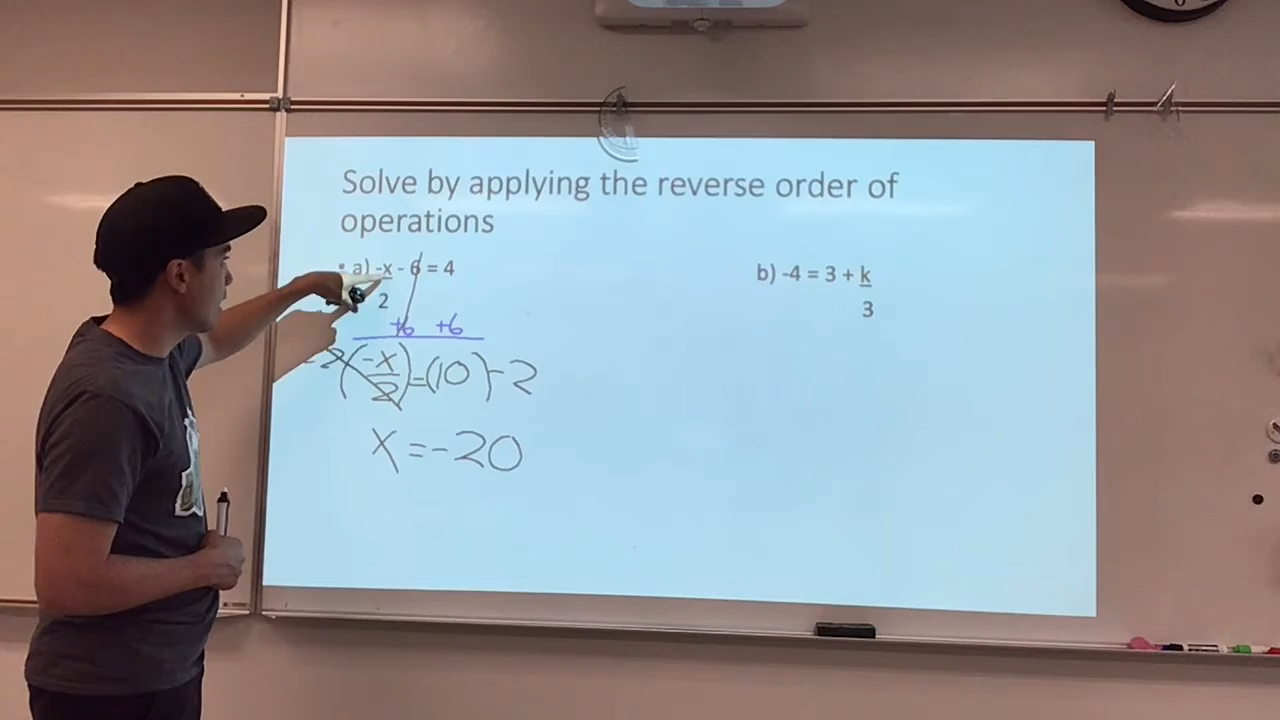 Solve by applying the reverse order of
operations
• a) -x - 6 = 4
2
+6 +6
-2(-x/2)=(10)-2
x=-20
b) -4 = 3 + k
3